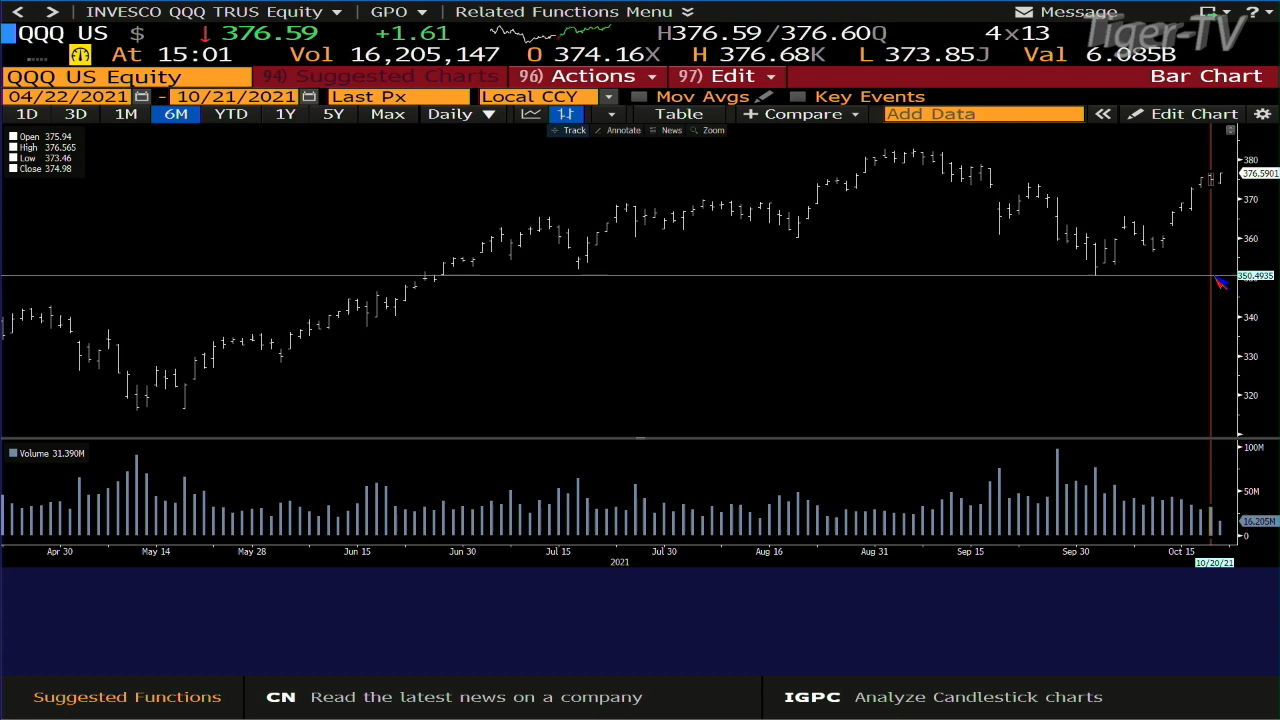 < > INVESCO QQQ TRUS Equity GPO Related Functions Menu Message ?
QQQ US $ ↓ 376.59 +1.61 H376.59/376.60Q 4x13
At 15:01 Vol 16,205,147 O 374.16X H 376.68K L 373.85J Val 6.085B
Tiger-TV
QQQ US Equity 94) Suggested Charts 96) Actions 97) Edit Bar Chart
04/22/2021 - 10/21/2021 Last Px Local CCY Mov Avgs Key Events
1D 3D 1M 6M YTD 1Y 5Y Max Daily ▼ Table + Compare Add Data « Edit Chart
Track Annotate News Zoom
Open 375.94
High 376.565
Low 373.46
Close 374.98
380
376.5901
370
360
350.4935
340
330
320
Volume 31.390M
100M
50M
16.205M
0
Apr 30 May 14 May 28 Jun 15 Jun 30 Jul 15 Jul 30 Aug 16 Aug 31 Sep 15 Sep 30 Oct 15
2021 10/20/21
Suggested Functions CN Read the latest news on a company IGPC Analyze Candlestick charts